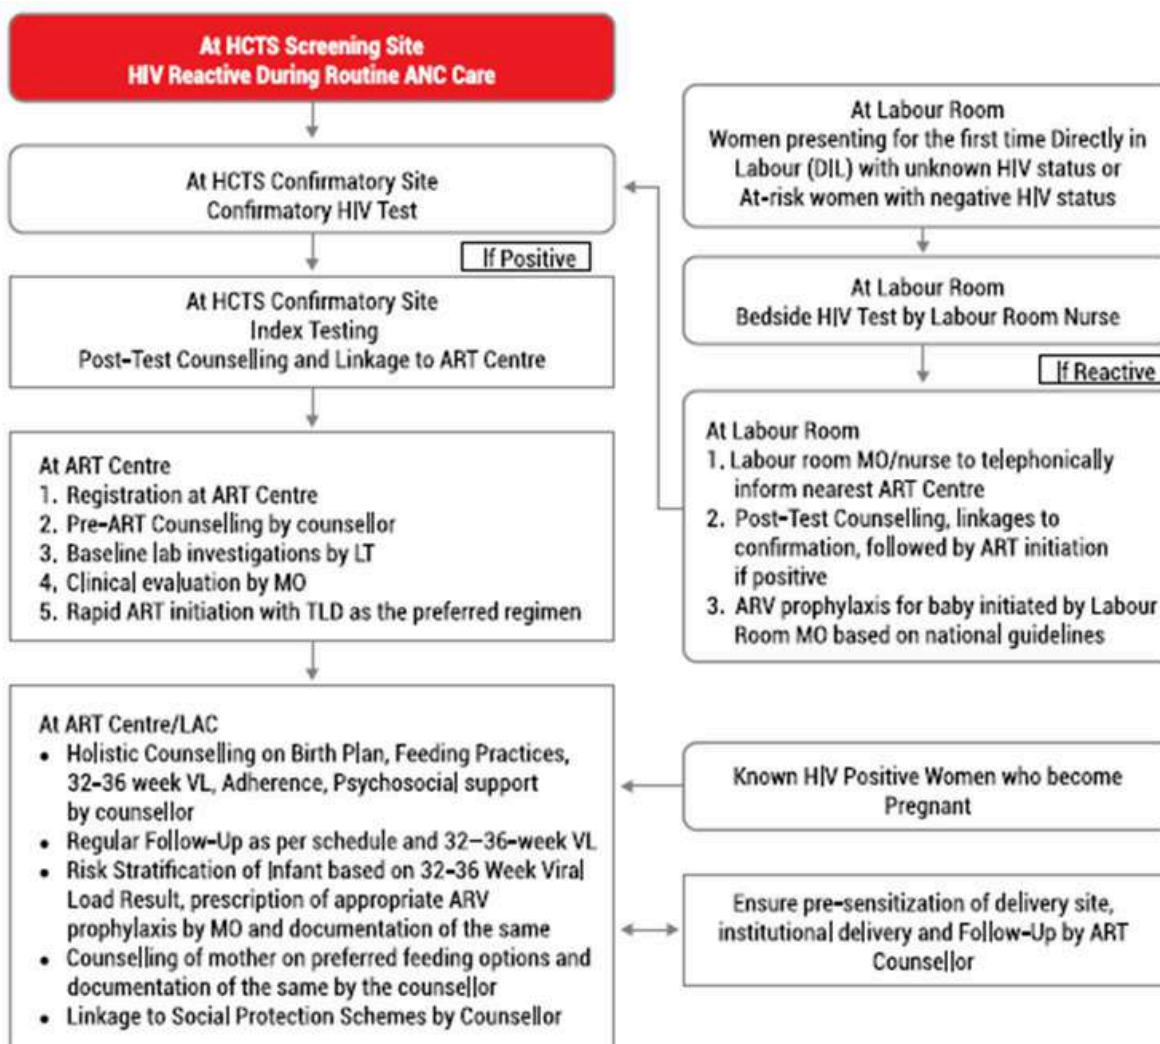 At HCTS Screening Site
HIV Reactive During Routine ANC Care
At HCTS Confirmatory Site
Confirmatory HIV Test
If Positive
At HCTS Confirmatory Site
Index Testing
Post-Test Counselling and Linkage to ART Centre
At ART Centre
1. Registration at ART Centre
2. Pre-ART Counselling by counsellor
3. Baseline lab investigations by LT
4. Clinical evaluation by MO
5. Rapid ART initiation with TLD as the preferred regimen
At ART Centre/LAC
• Holistic Counselling on Birth Plan, Feeding Practices,
32-36 week VL, Adherence, Psychosocial support
by counsellor
• Regular Follow-Up as per schedule and 32–36-week VL
• Risk Stratification of Infant based on 32-36 Week Viral
Load Result, prescription of appropriate ARV
prophylaxis by MO and documentation of the same
• Counselling of mother on preferred feeding options and
documentation of the same by the counsellor
• Linkage to Social Protection Schemes by Counsellor
At Labour Room
Women presenting for the first time Directly in
Labour (DIL) with unknown HIV status or
At-risk women with negative HIV status
At Labour Room
Bedside HIV Test by Labour Room Nurse
If Reactive
At Labour Room
1. Labour room MO/nurse to telephonically
inform nearest ART Centre
2. Post-Test Counselling, linkages to
confirmation, followed by ART initiation
if positive
3. ARV prophylaxis for baby initiated by Labour
Room MO based on national guidelines
Known HIV Positive Women who become
Pregnant
Ensure pre-sensitization of delivery site,
institutional delivery and Follow-Up by ART
Counsellor